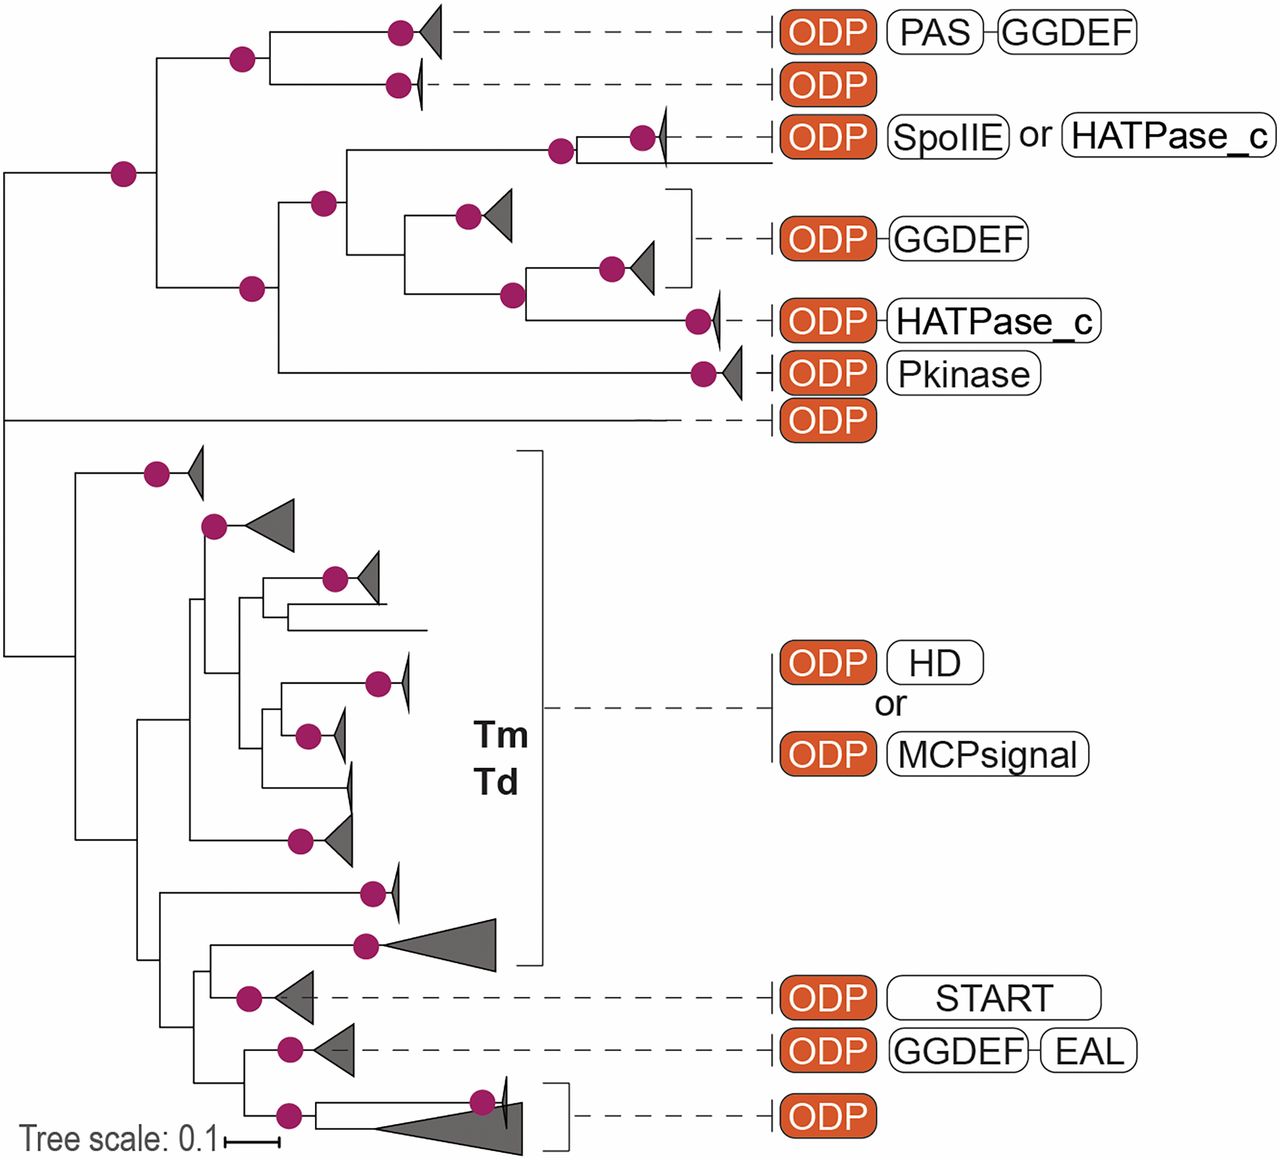 ODP PAS GGDEF
ODP
ODP SpoIIE or HATPase_c
ODP GGDEF
ODP HATPase_c
ODP Pkinase
ODP
ODP HD
or
Tm
ODP MCPsignal
Td
ODP START
ODP GGDEF EAL
ODP
Tree scale: 0.1